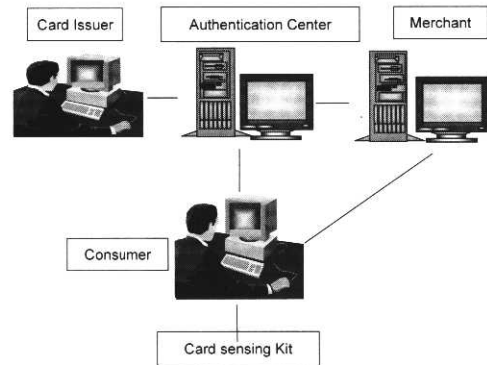 Card Issuer
Authentication Center
Merchant
Consumer
Card sensing Kit